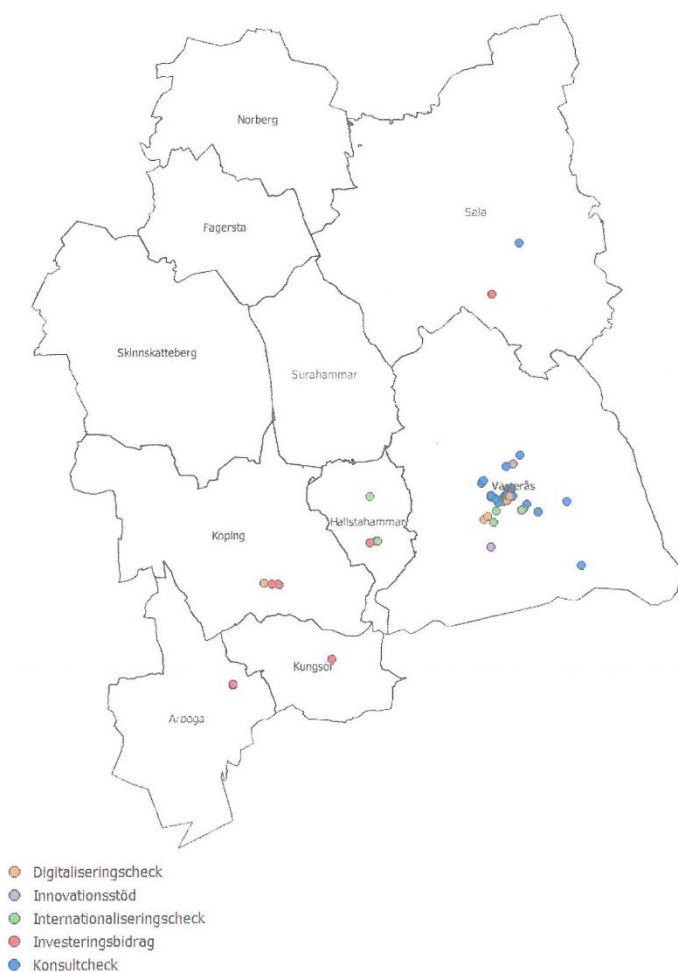 Norberg
Sala
Fagersta
Skinnskatteberg
Surahammar
Västerås
Hallstahammar
Köping
Kungsör
Arboga
Digitaliseringscheck
Innovationsstöd
Internationaliseringscheck
Investeringsbidrag
Konsultcheck